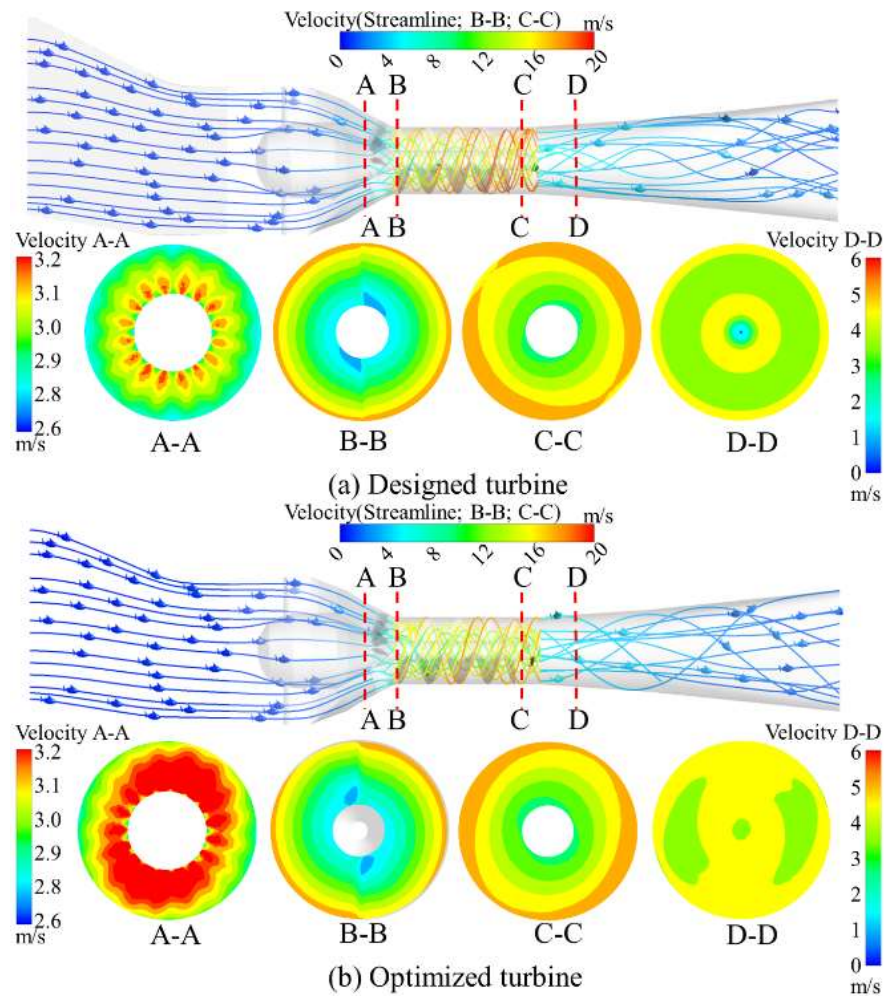 Velocity(Streamline; B-B; C-C) m/s
0 4 8 12 16 20
A B C D
A B C D
Velocity A-A
Velocity D-D
3.2
3.1
3.0
2.9
2.8
2.6
m/s
6
5
4
3
2
1
0
m/s
A-A B-B C-C D-D
(a) Designed turbine
Velocity(Streamline; B-B; C-C) m/s
0 4 8 12 16 20
A B C D
A B C D
Velocity A-A
Velocity D-D
3.2
3.1
3.0
2.9
2.8
2.6
m/s
6
5
4
3
2
1
0
m/s
A-A B-B C-C D-D
(b) Optimized turbine